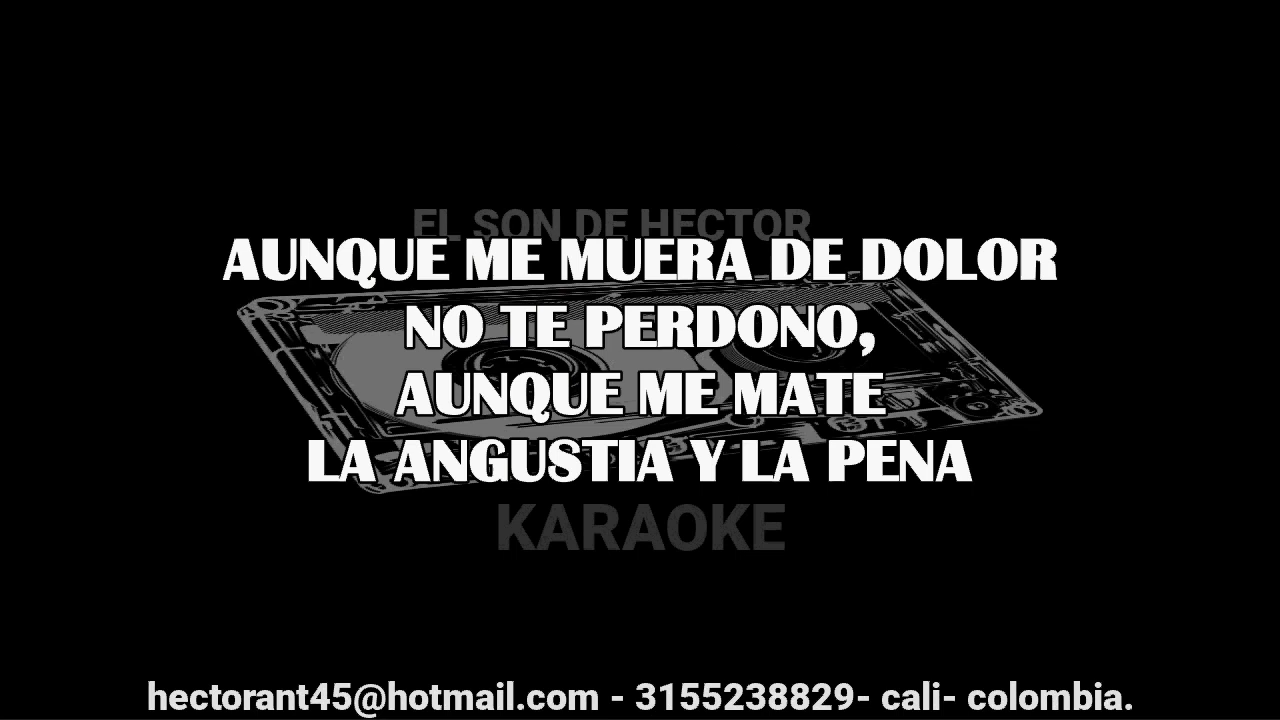 EL SON DE HECTOR
AUNQUE ME MUERA DE DOLOR
NO TE PERDONO,
AUNQUE ME MATE
LA ANGUSTIA Y LA PENA
KARAOKE
hectorant45@hotmail.com - 3155238829- cali- colombia.